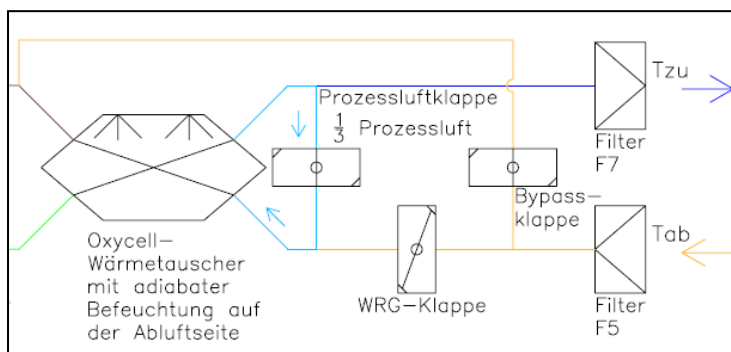 Tzu
Prozessluftklappe
1/3 Prozessluft
Filter
F7
Bypass-
klappe
Tab
Oxycell-
Wärmetauscher
mit adiabater
Befeuchtung auf
der Abluftseite
WRG-Klappe
Filter
F5